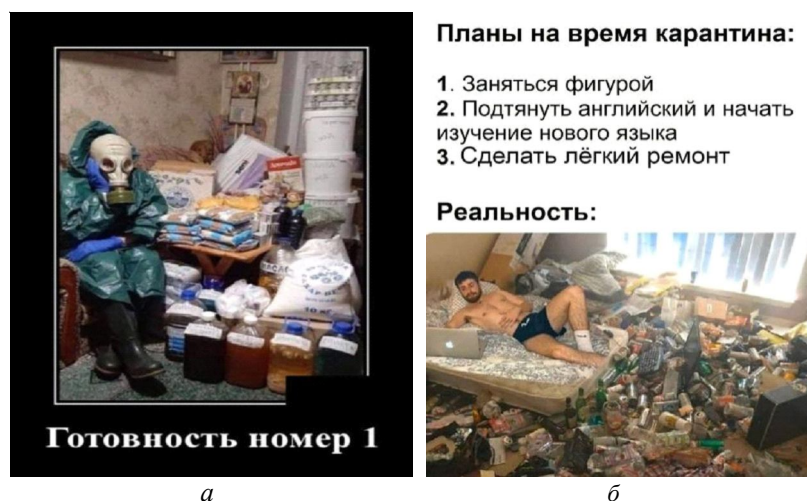 Готовность номер 1
а
Планы на время карантина:
1. Заняться фигурой
2. Подтянуть английский и начать
изучение нового языка
3. Сделать лёгкий ремонт
Реальность:
б